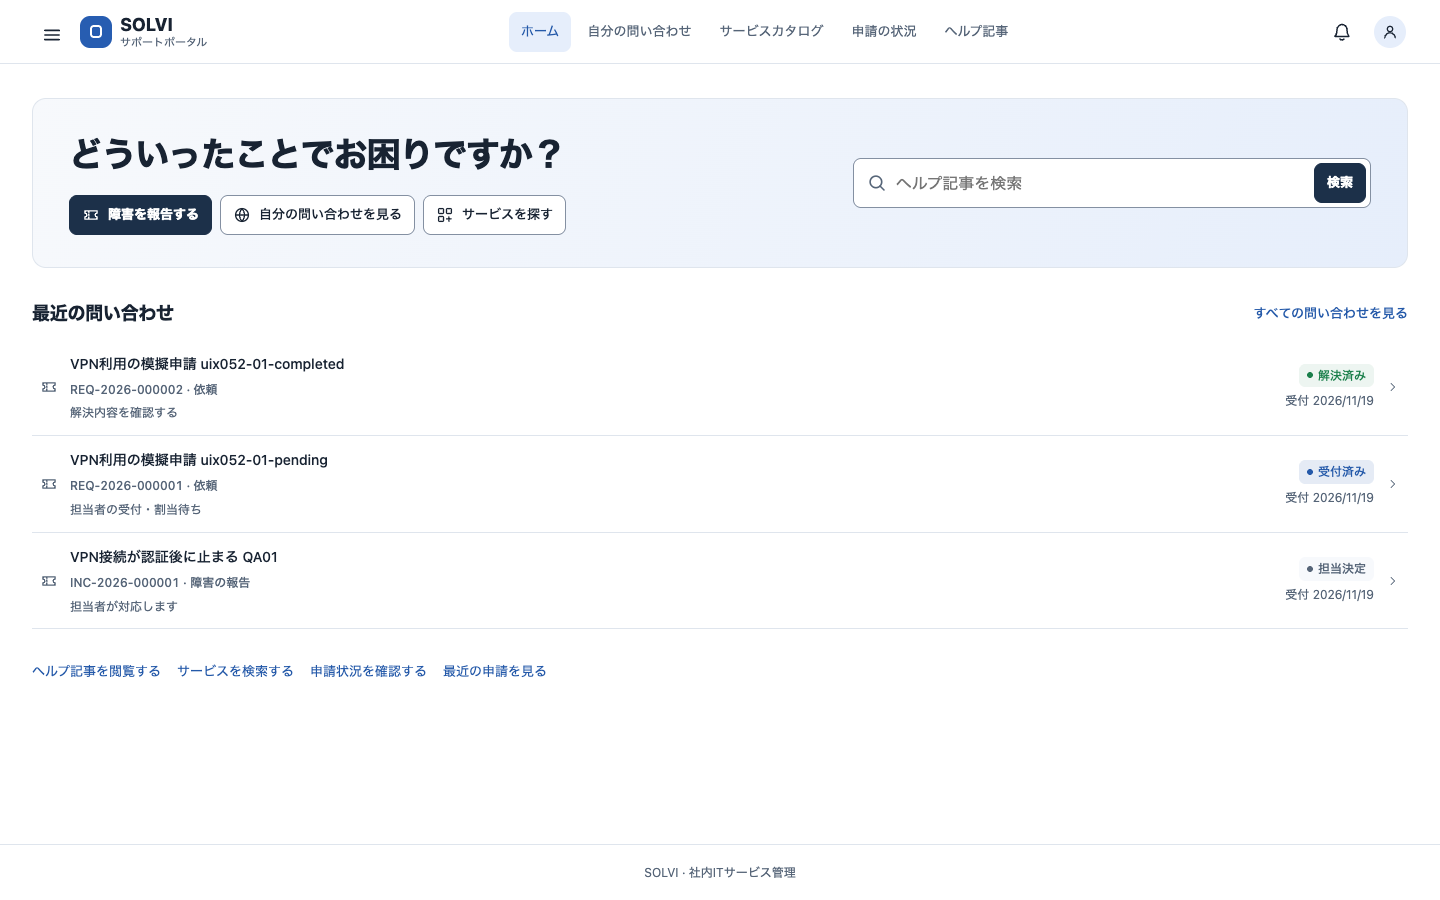 SOLVI
サポートポータル
ホーム
自分の問い合わせ
サービスカタログ
申請の状況
ヘルプ記事
どういったことでお困りですか？
障害を報告する
自分の問い合わせを見る
サービスを探す
ヘルプ記事を検索
検索
最近の問い合わせ
すべての問い合わせを見る
VPN利用の模擬申請 uix052-01-completed
REQ-2026-000002 · 依頼
解決内容を確認する
解決済み
受付 2026/11/19
VPN利用の模擬申請 uix052-01-pending
REQ-2026-000001 · 依頼
担当者の受付・割当待ち
受付済み
受付 2026/11/19
VPN接続が認証後に止まる QA01
INC-2026-000001 · 障害の報告
担当者が対応します
担当決定
受付 2026/11/19
ヘルプ記事を閲覧する
サービスを検索する
申請状況を確認する
最近の申請を見る
SOLVI · 社内ITサービス管理